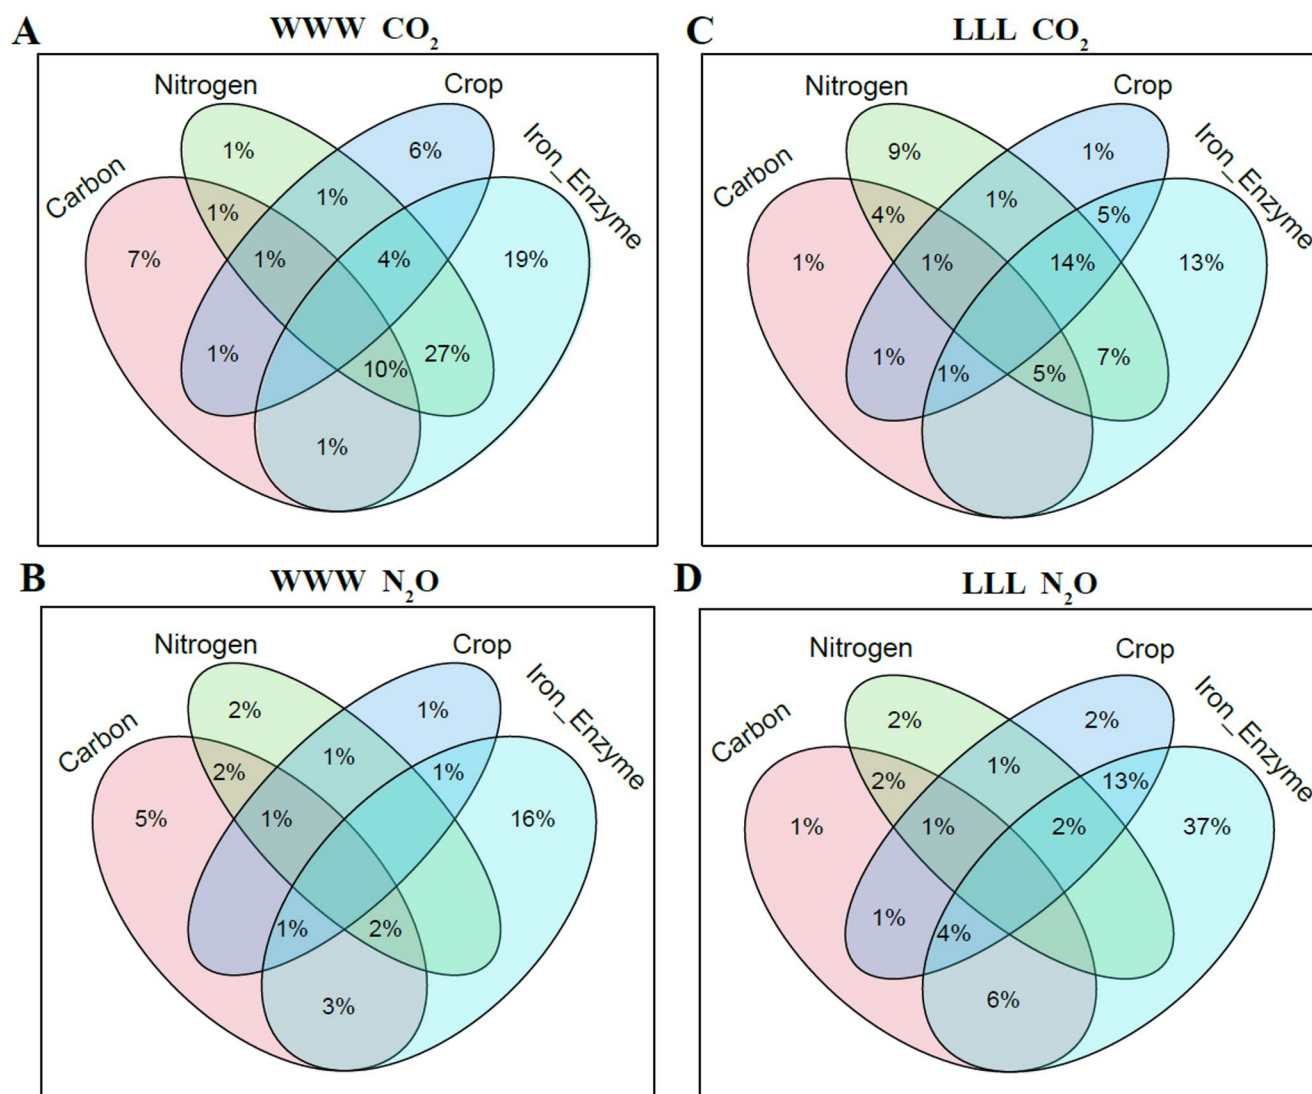 A
WWW CO₂
Nitrogen
Crop
Carbon
Iron_Enzyme
1%
6%
1%
1%
7%
1%
4%
19%
1%
10%
27%
1%
C
LLL CO₂
Nitrogen
Crop
Carbon
Iron_Enzyme
9%
1%
4%
1%
5%
1%
1%
14%
13%
1%
1%
5%
7%
B
WWW N₂O
Nitrogen
Crop
Carbon
Iron_Enzyme
2%
1%
2%
1%
1%
5%
1%
16%
1%
2%
3%
D
LLL N₂O
Nitrogen
Crop
Carbon
Iron_Enzyme
2%
2%
2%
1%
13%
1%
1%
2%
37%
1%
4%
6%